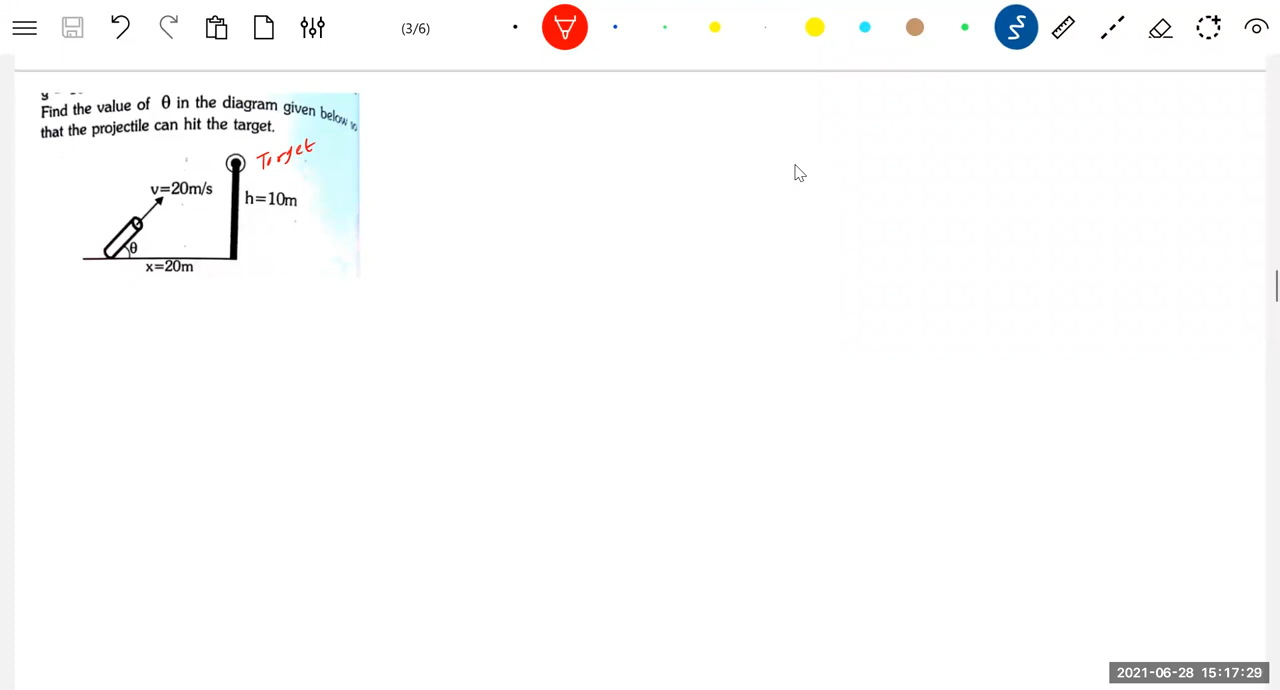 (3/6)
Find the value of θ in the diagram given below so
that the projectile can hit the target.
Target
v=20m/s
h=10m
θ
x=20m
2021-06-28 15:17:29